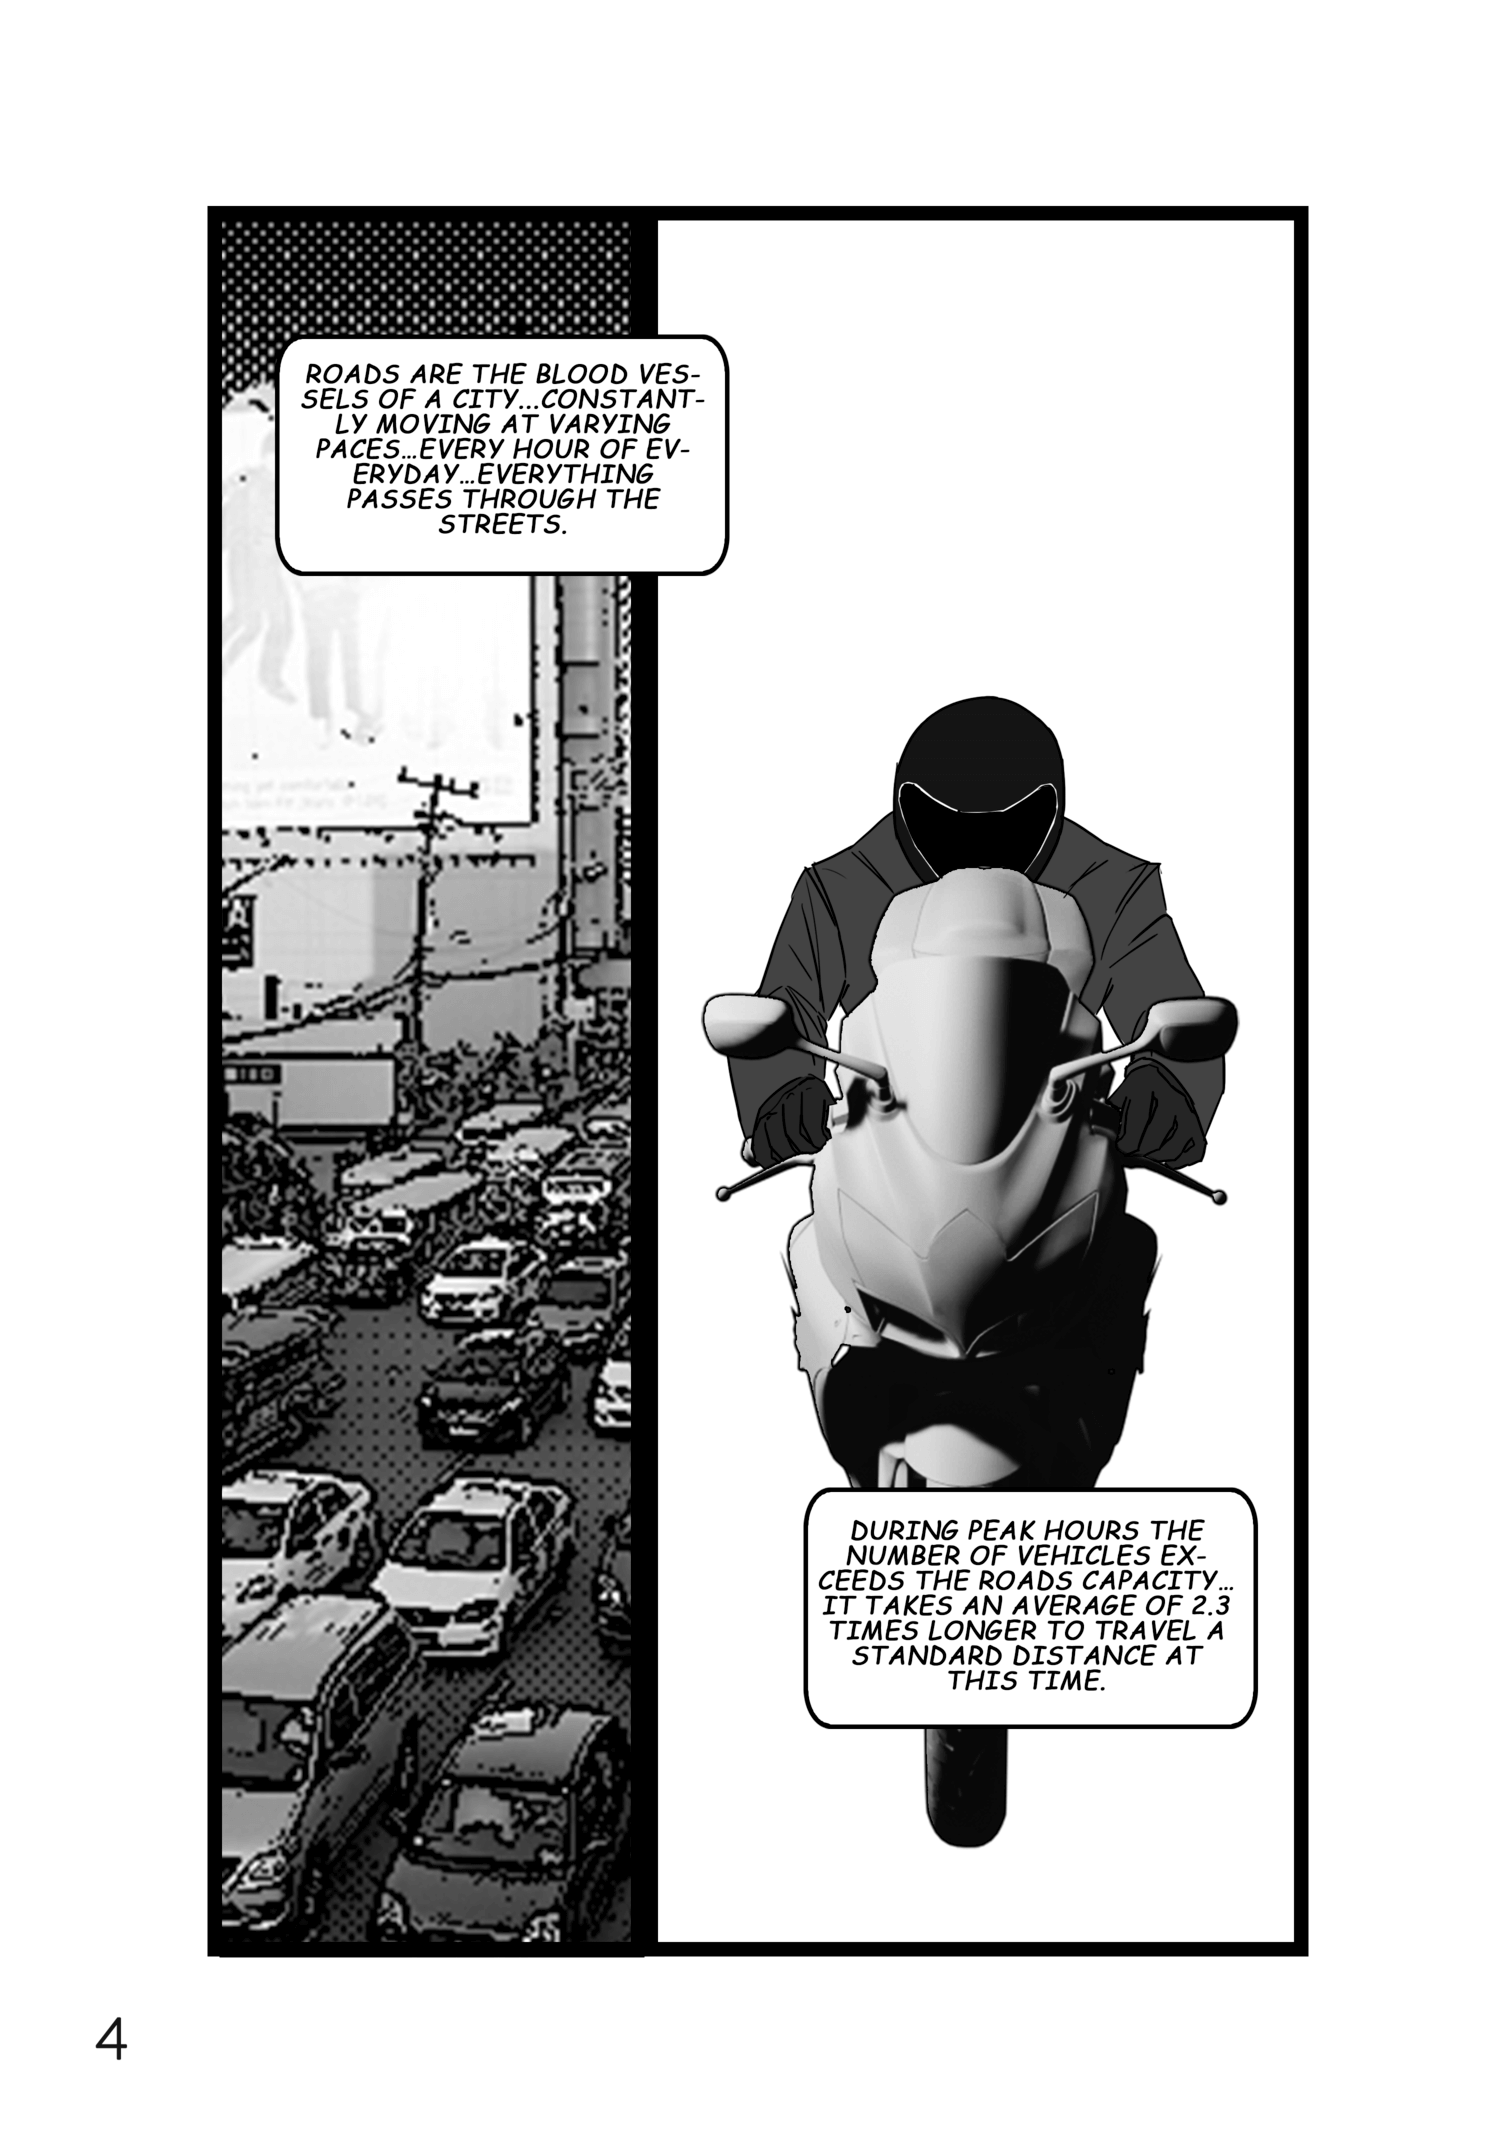 ROADS ARE THE BLOOD VES-
SELS OF A CITY...CONSTANT-
LY MOVING AT VARYING
PACES...EVERY HOUR OF EV-
ERYDAY...EVERYTHING
PASSES THROUGH THE
STREETS.
DURING PEAK HOURS THE
NUMBER OF VEHICLES EX-
CEEDS THE ROADS CAPACITY...
IT TAKES AN AVERAGE OF 2.3
TIMES LONGER TO TRAVEL A
STANDARD DISTANCE AT
THIS TIME.
4